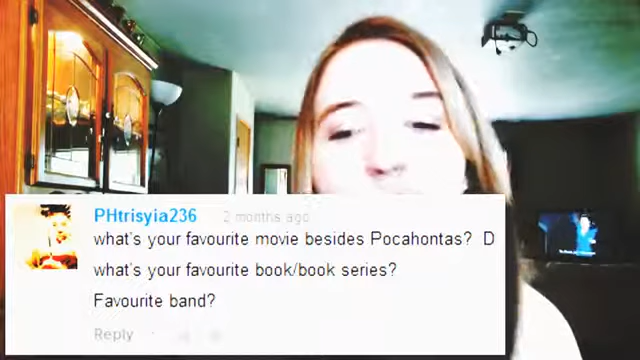 PHtrisyia236 2 months ago
what's your favourite movie besides Pocahontas? D
what's your favourite book/book series?
Favourite band?
Reply